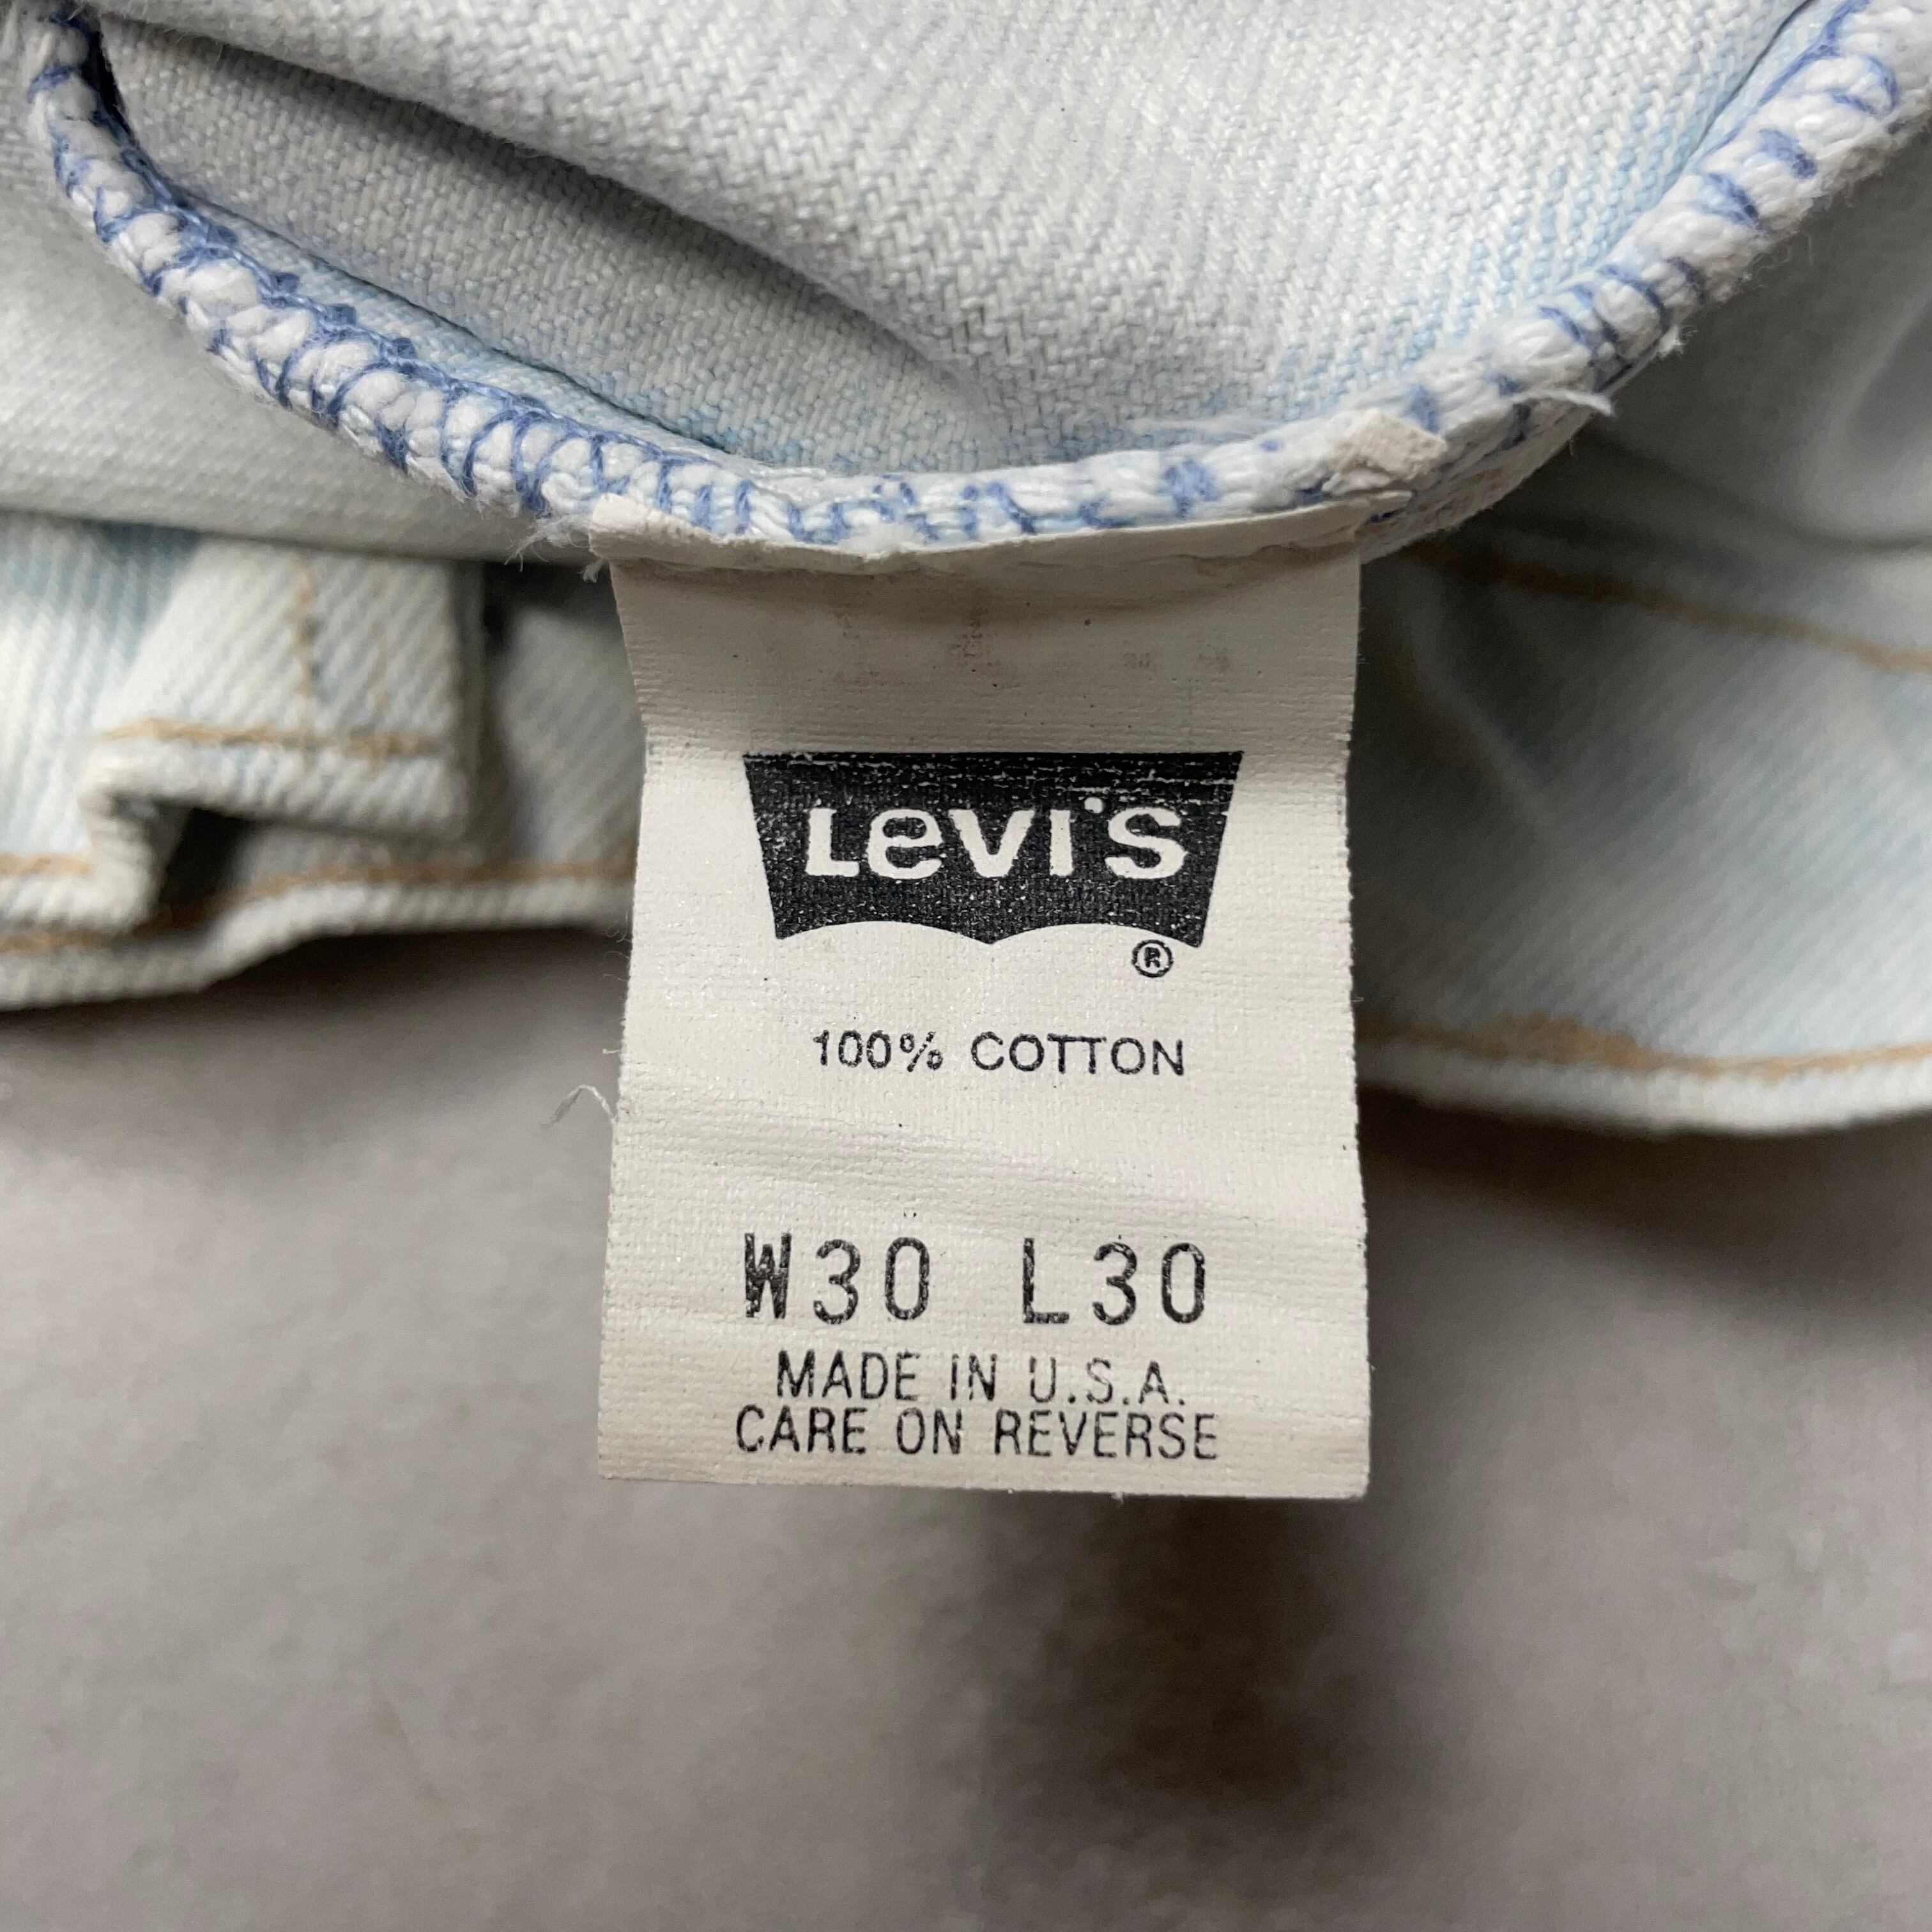 Levi's
®
100% COTTON
W30 L30
MADE IN U.S.A.
CARE ON REVERSE